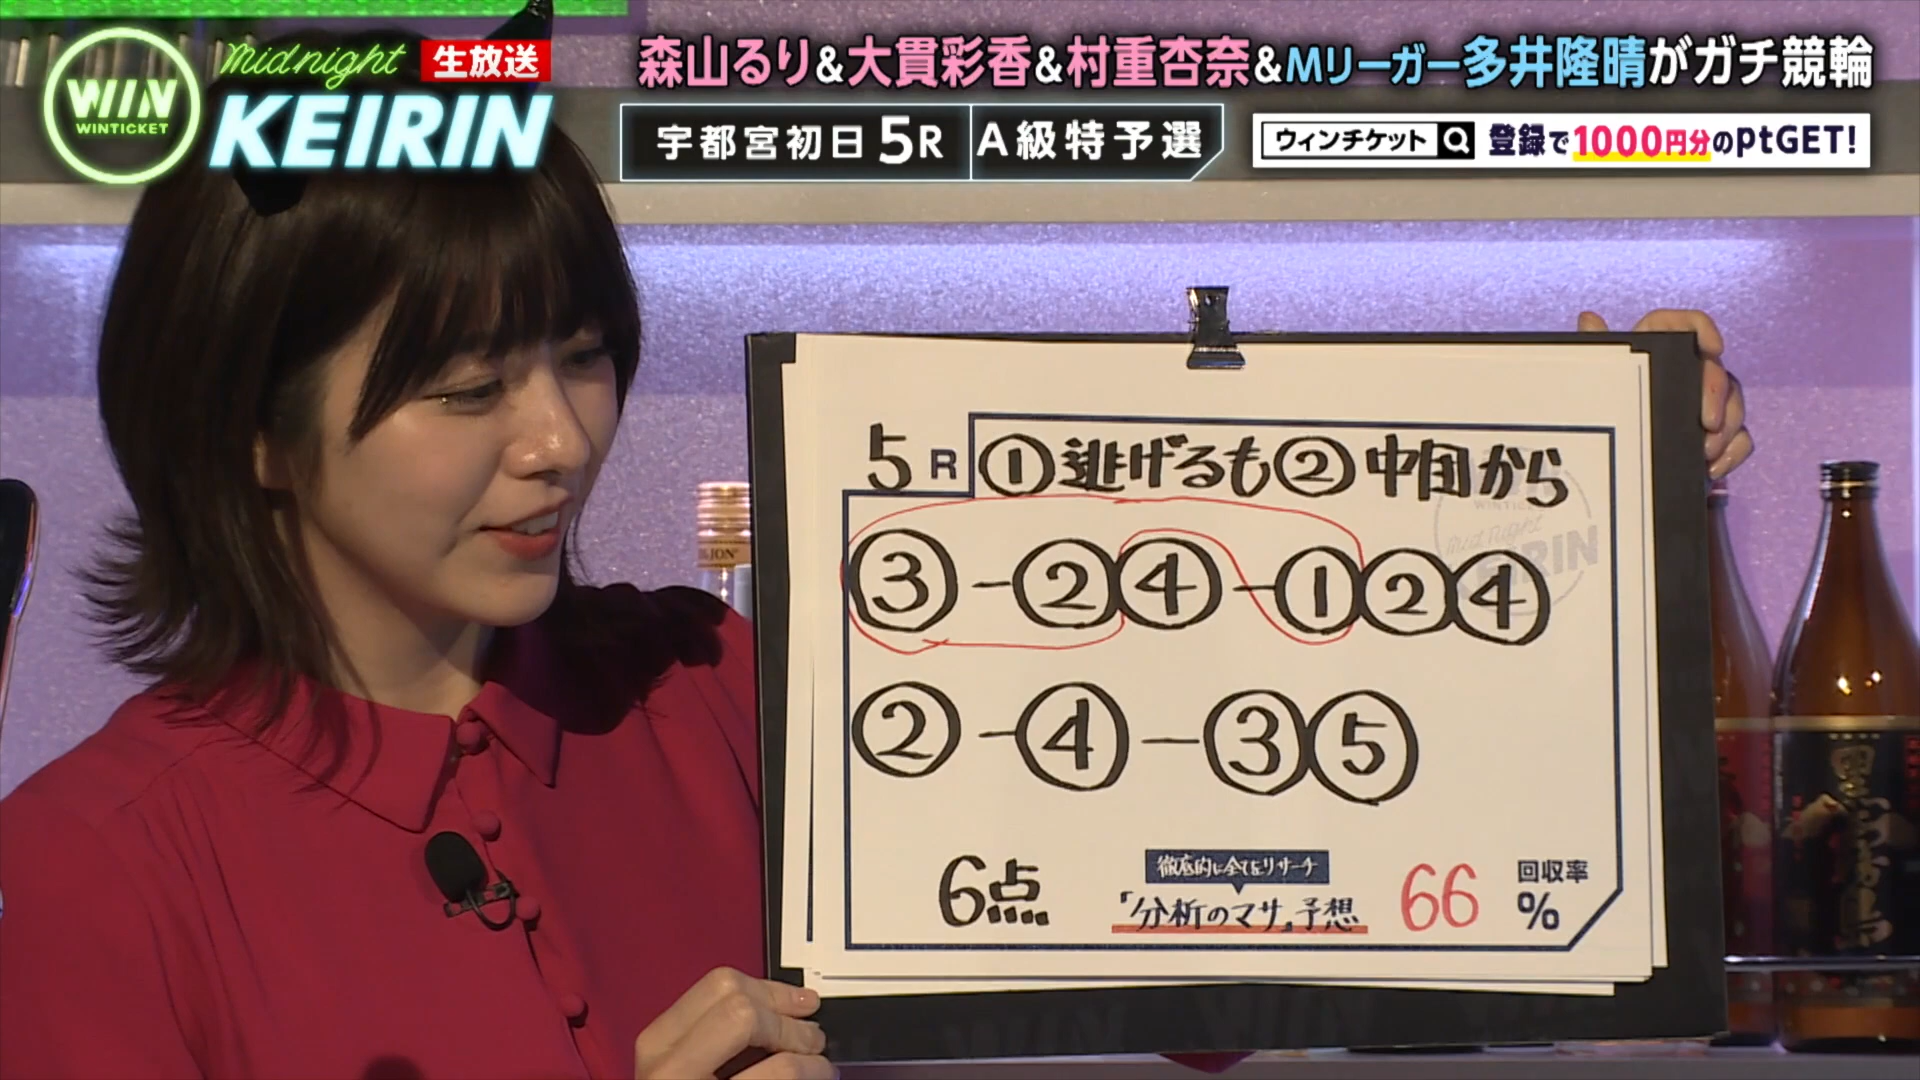 WIN
WINTICKET
Midnight
生放送
KEIRIN
森山るり&大貫彩香&村重杏奈&Mリーガー多井隆晴がガチ競輪
宇都宮初日5R A級特予選
ウィンチケット 登録で1000円分のptGET!
5R ①逃げるも②中団から
③-②④-①②④
②-④-③⑤
6点
徹底的に全てをリサーチ
「分析のマサ」予想
66%
回収率
WINTICKET
Midnight
KEIRIN